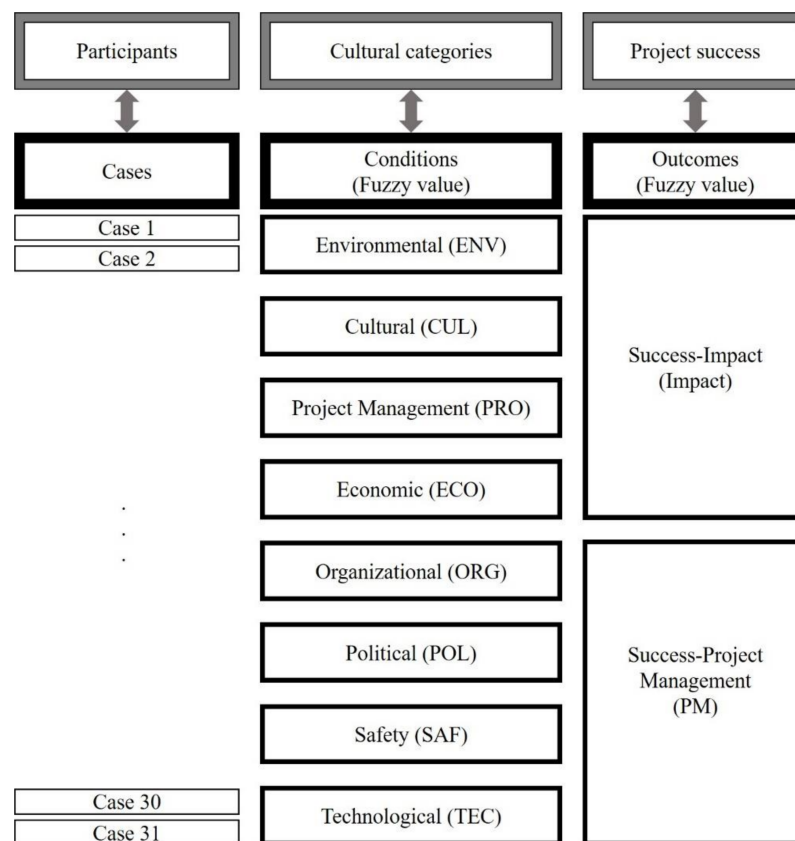 Participants
Cultural categories
Project success
Cases
Conditions
(Fuzzy value)
Outcomes
(Fuzzy value)
Case 1
Case 2
.
.
.
Case 30
Case 31
Environmental (ENV)
Cultural (CUL)
Project Management (PRO)
Economic (ECO)
Organizational (ORG)
Political (POL)
Safety (SAF)
Technological (TEC)
Success-Impact
(Impact)
Success-Project
Management
(PM)